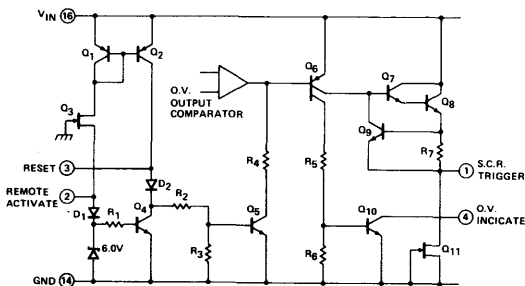 VIN 16
Q1
Q2
Q6
Q7
Q8
Q3
O.V.
OUTPUT
COMPARATOR
Q9
R7
RESET 3
R4
R5
1 S.C.R.
TRIGGER
REMOTE
ACTIVATE 2
D2
R2
D1
R1
Q4
Q5
Q10
4 O.V.
INCICATE
6.0V
R3
R6
Q11
GND 14